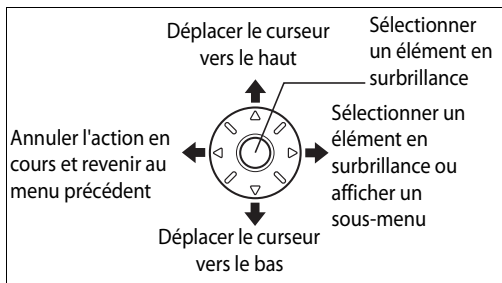 Déplacer le curseur
vers le haut
Sélectionner
un élément en
surbrillance
Annuler l'action en
cours et revenir au
menu précédent
Sélectionner un
élément en
surbrillance ou
afficher un
sous-menu
Déplacer le curseur
vers le bas